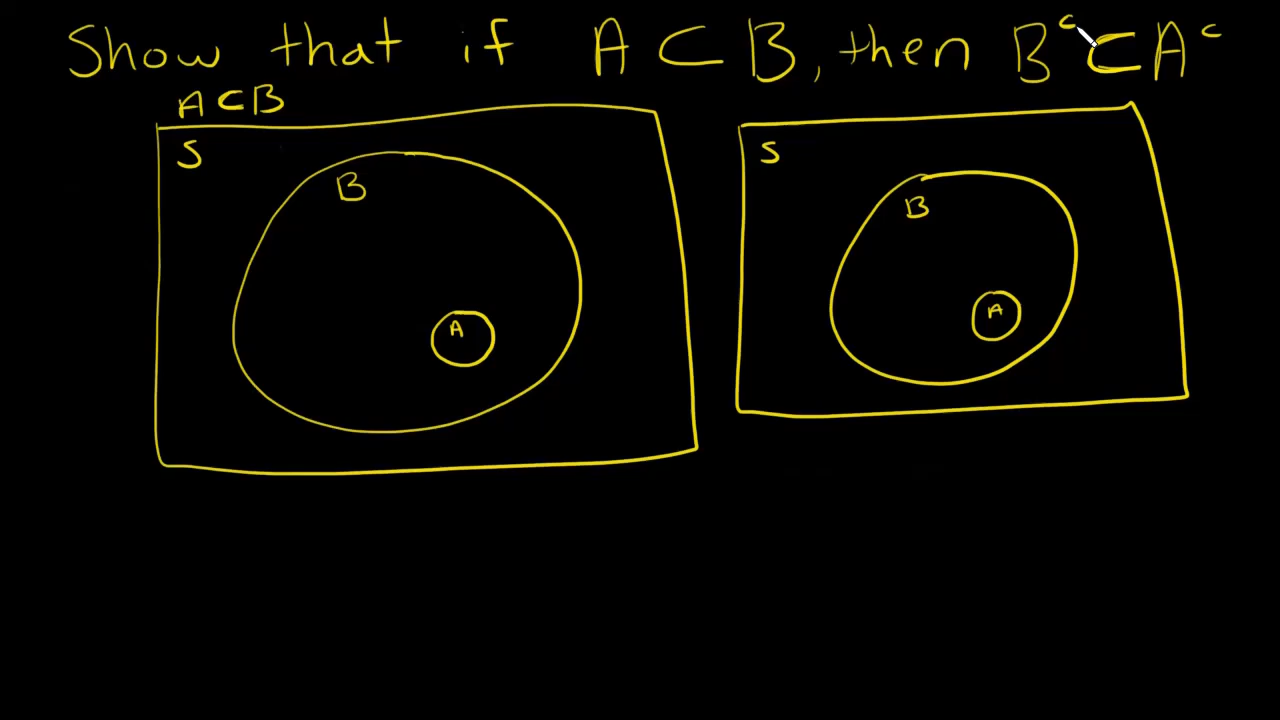 Show that if A ⊂ B, then Bᶜ ⊂ Aᶜ
A ⊂ B
S
B
A
S
B
A